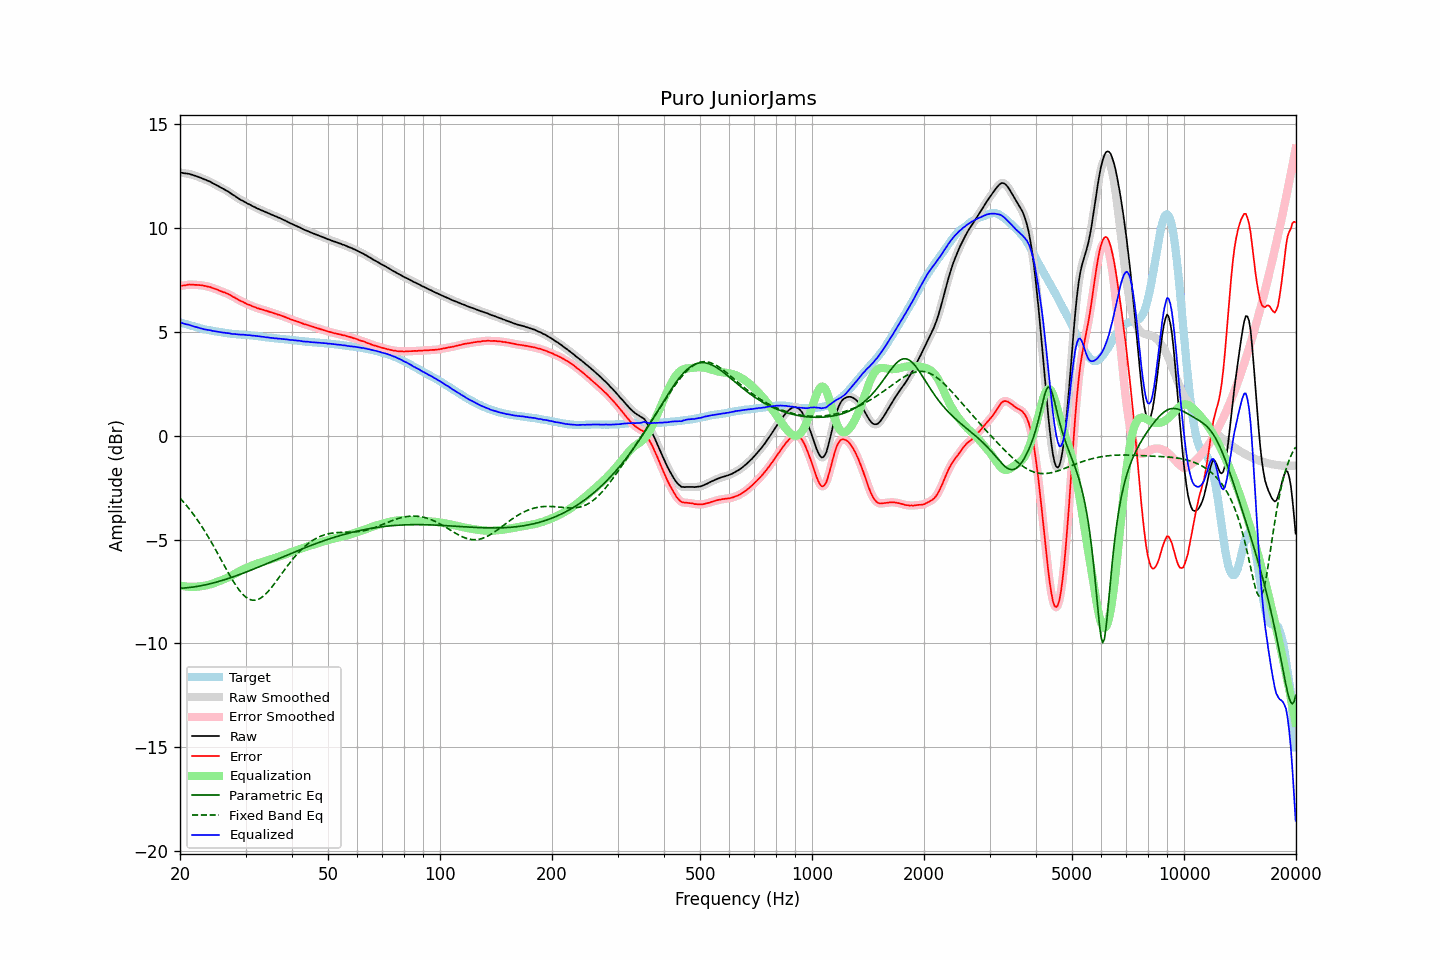 Puro JuniorJams
Amplitude (dBr)
15
10
5
0
−5
−10
−15
−20
Target
Raw Smoothed
Error Smoothed
Raw
Error
Equalization
Parametric Eq
Fixed Band Eq
Equalized
20 50 100 200 500 1000 2000 5000 10000 20000
Frequency (Hz)